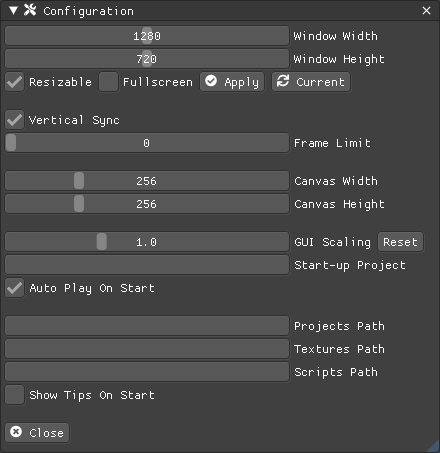 Configuration
1280 Window Width
720 Window Height
Resizable Fullscreen Apply Current
Vertical Sync
0 Frame Limit
256 Canvas Width
256 Canvas Height
1.0 GUI Scaling Reset
Start-up Project
Auto Play On Start
Projects Path
Textures Path
Scripts Path
Show Tips On Start
Close